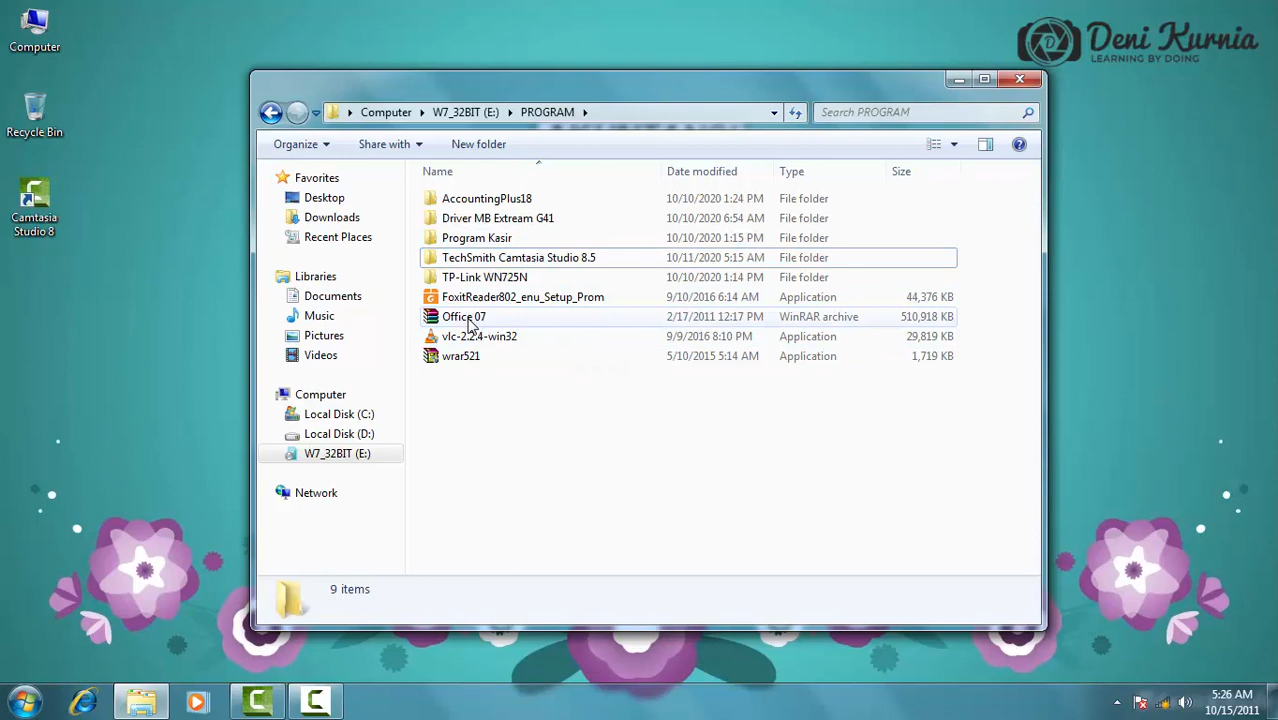 Computer
Recycle Bin
Camtasia
Studio 8
Deni Kurnia
LEARNING BY DOING
Computer W7_32BIT (E:) PROGRAM
Search PROGRAM
Organize Share with New folder
Favorites
Desktop
Downloads
Recent Places
Libraries
Documents
Music
Pictures
Videos
Computer
Local Disk (C:)
Local Disk (D:)
W7_32BIT (E:)
Network
Name Date modified Type Size
AccountingPlus18 10/10/2020 1:24 PM File folder
Driver MB Extream G41 10/10/2020 6:54 AM File folder
Program Kasir 10/10/2020 1:15 PM File folder
TechSmith Camtasia Studio 8.5 10/11/2020 5:15 AM File folder
TP-Link WN725N 10/10/2020 1:14 PM File folder
FoxitReader802_enu_Setup_Prom 9/10/2016 6:14 AM Application 44,376 KB
Office 07 2/17/2011 12:17 PM WinRAR archive 510,918 KB
vlc-2.2.4-win32 9/9/2016 8:10 PM Application 29,819 KB
wrar521 5/10/2015 5:14 AM Application 1,719 KB
9 items
5:26 AM
10/15/2011